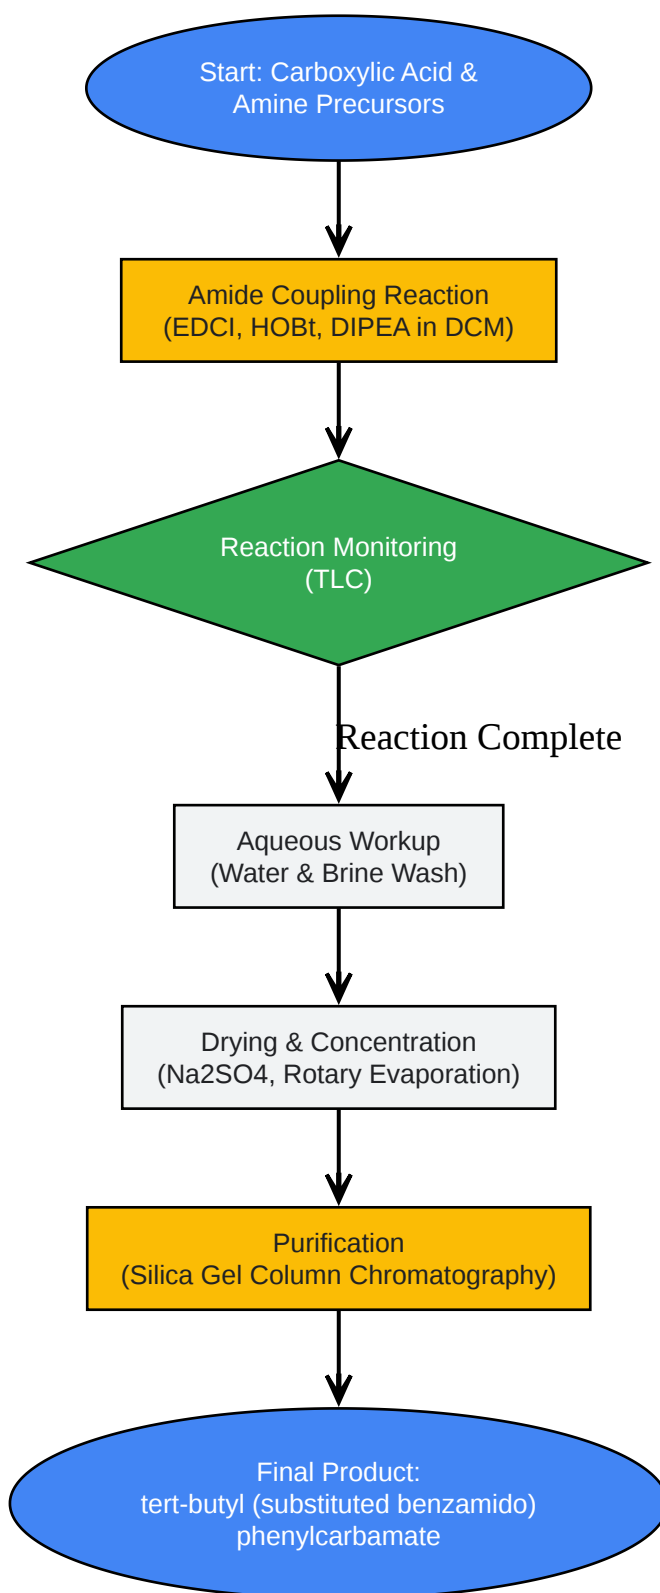 Start: Carboxylic Acid &
Amine Precursors
Amide Coupling Reaction
(EDCI, HOBt, DIPEA in DCM)
Reaction Monitoring
(TLC)
Reaction Complete
Aqueous Workup
(Water & Brine Wash)
Drying & Concentration
(Na2SO4, Rotary Evaporation)
Purification
(Silica Gel Column Chromatography)
Final Product:
tert-butyl (substituted benzamido)
phenylcarbamate